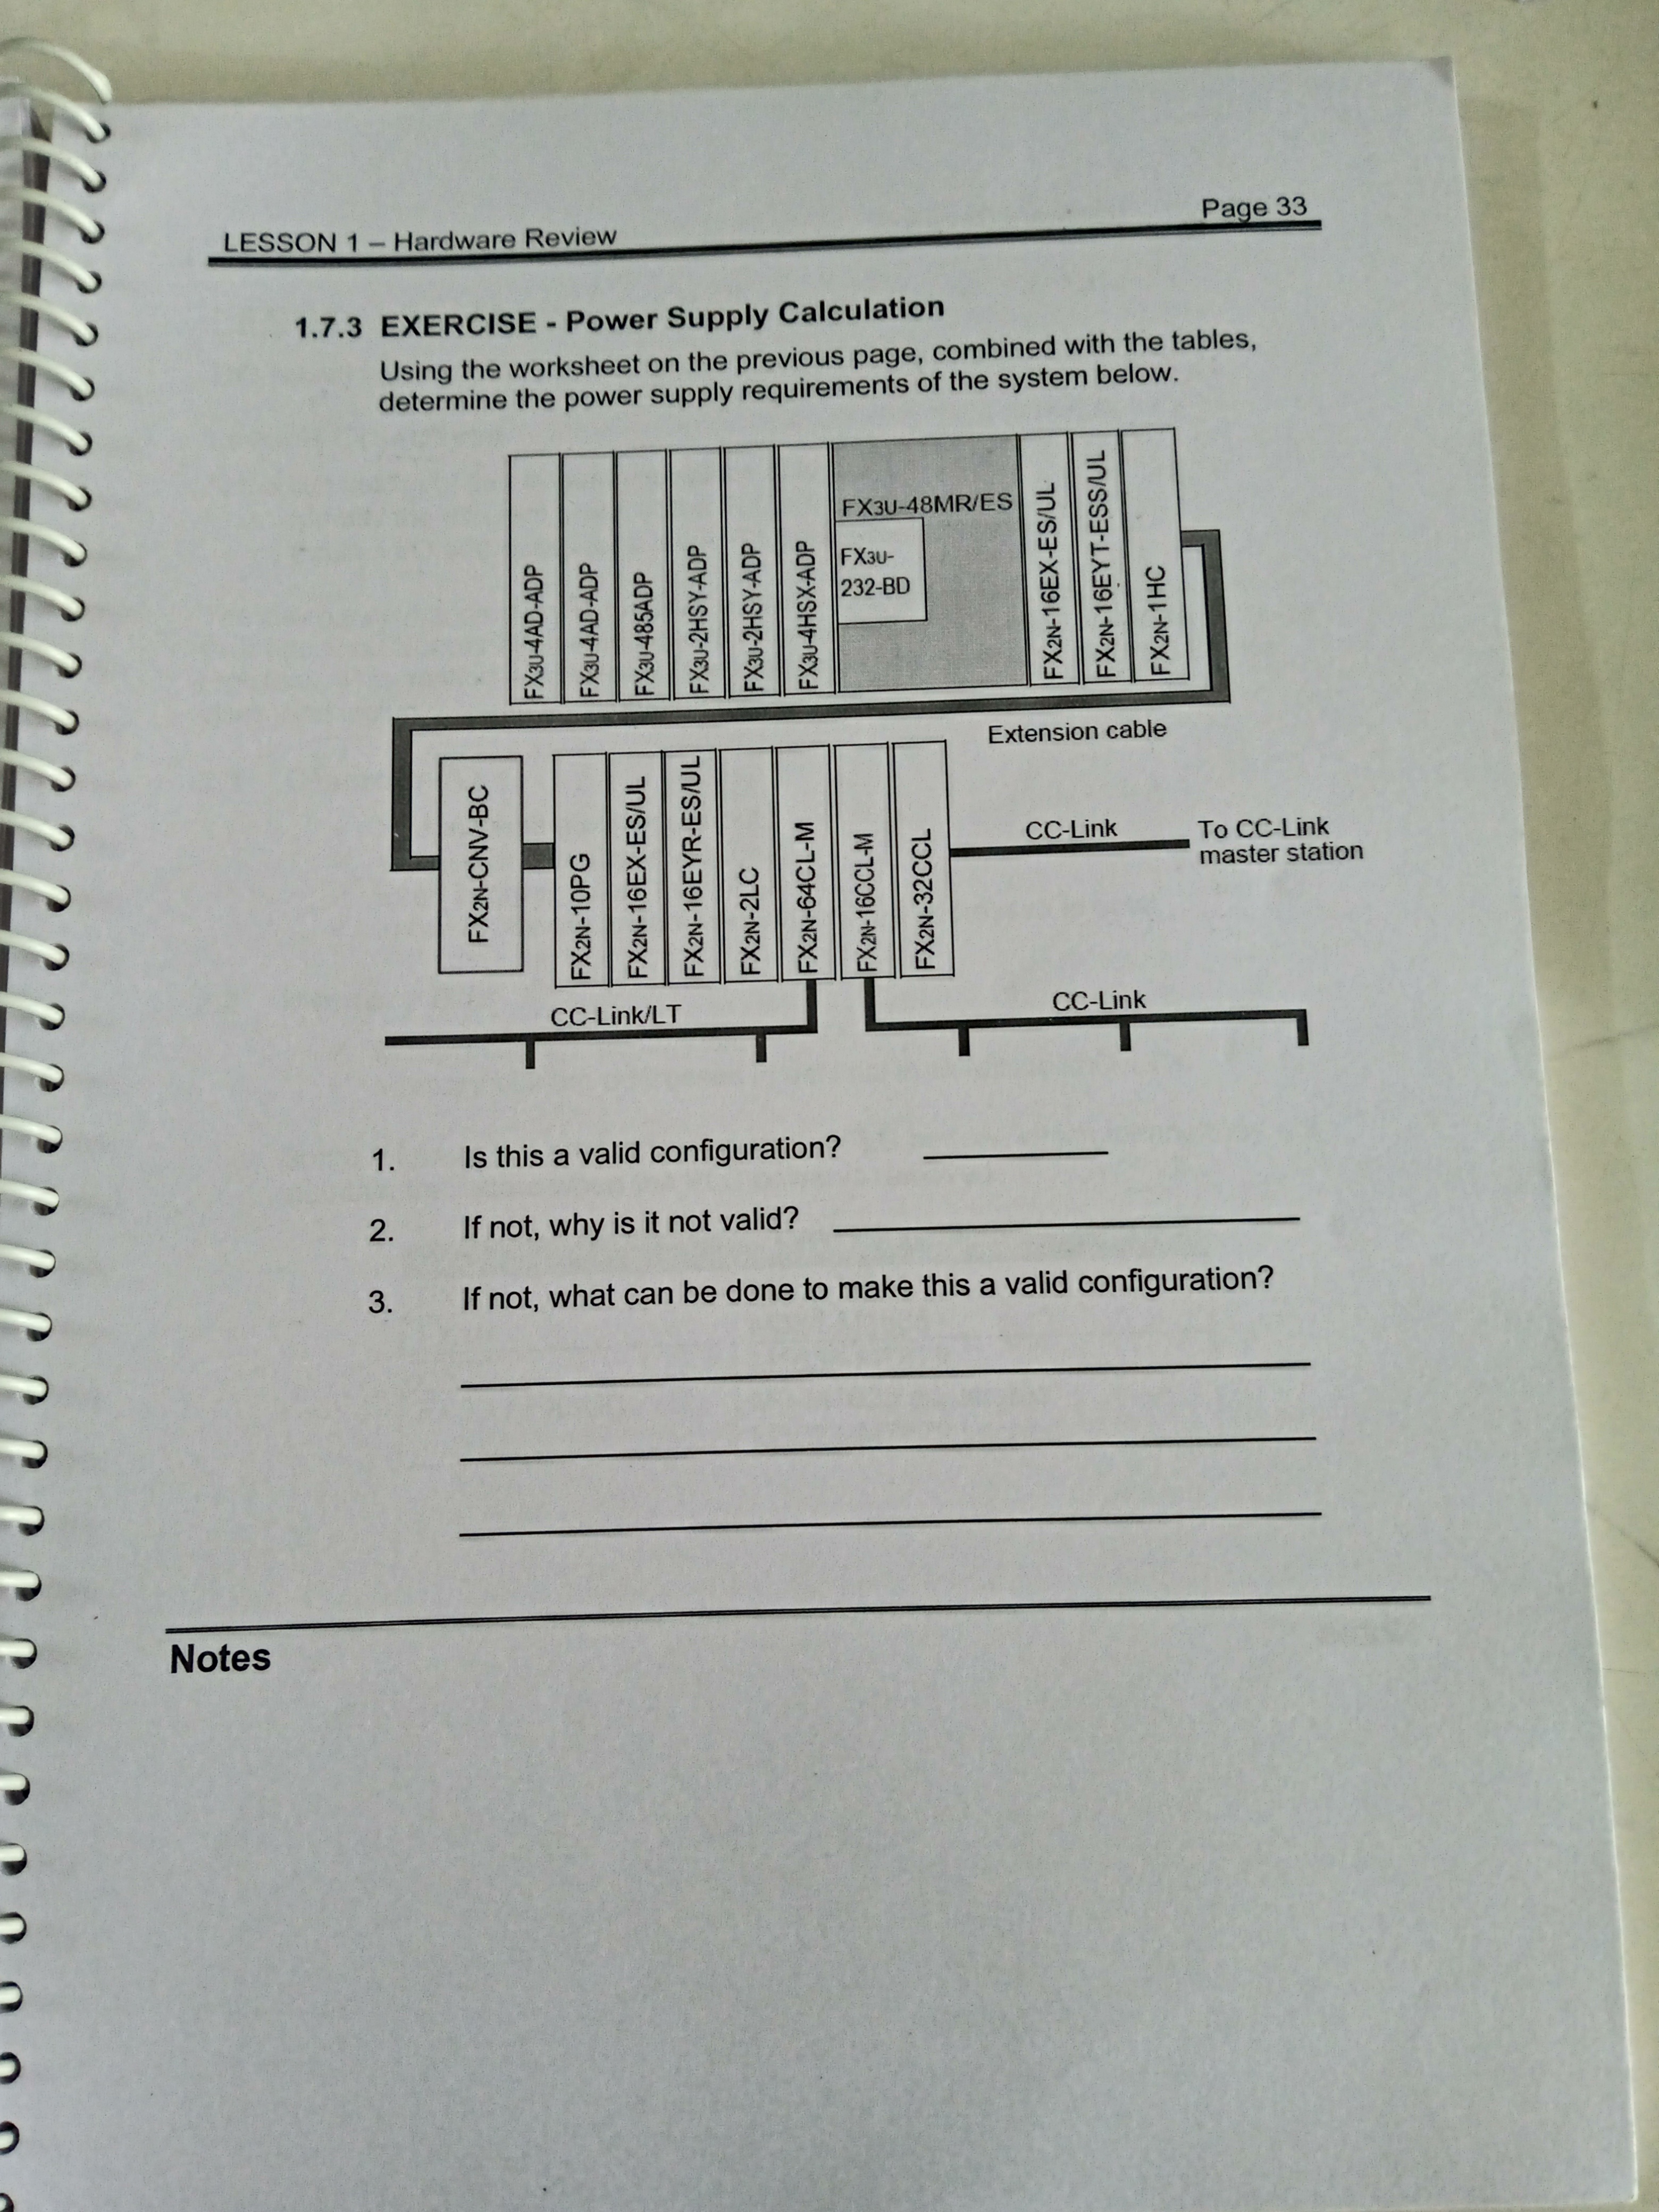 Page 33
LESSON 1 – Hardware Review
1.7.3 EXERCISE - Power Supply Calculation
Using the worksheet on the previous page, combined with the tables,
determine the power supply requirements of the system below.
FX3U-4AD-ADP
FX3U-4AD-ADP
FX3U-485ADP
FX3U-2HSY-ADP
FX3U-2HSY-ADP
FX3U-4HSX-ADP
FX3U-48MR/ES
FX3U-
232-BD
FX2N-16EX-ES/UL
FX2N-16EYT-ESS/UL
FX2N-1HC
Extension cable
FX2N-CNV-BC
FX2N-10PG
FX2N-16EX-ES/UL
FX2N-16EYR-ES/UL
FX2N-2LC
FX2N-64CL-M
FX2N-16CCL-M
FX2N-32CCL
CC-Link
To CC-Link
master station
CC-Link/LT
CC-Link
1. Is this a valid configuration?
2. If not, why is it not valid?
3. If not, what can be done to make this a valid configuration?
Notes